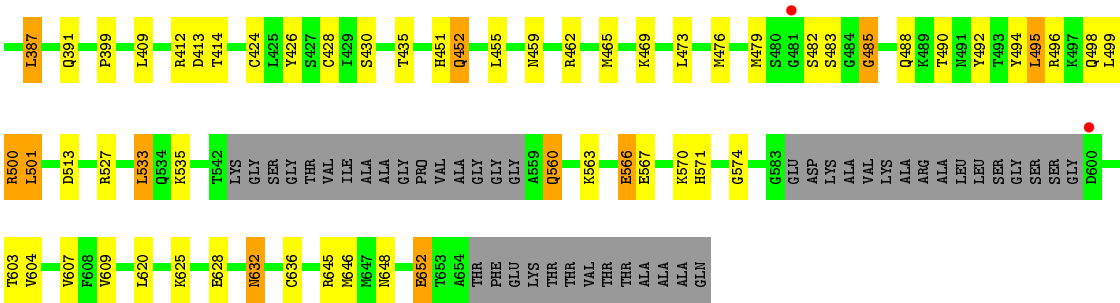 L387 Q391 P399 L409 R412 D413 T414 C424 L425 Y426 S427 C428 I429 S430 T435 H451 Q452 L455 N459 R462 M465 K469 L473 M476 M479 S480 G481 S482 S483 G484 G485 Q488 K489 T490 N491 Y492 T493 Y494 L495 R496 K497 Q498 L499
R500 L501 D513 R527 L533 Q534 K535 T542 LYS GLY SER GLY THR VAL ILE ALA ALA GLY PRO VAL ALA GLY GLY GLY A559 Q560 K563 E566 E567 K570 H571 G574 G583 GLU ASP LYS ALA VAL LYS ALA ARG ALA LEU LEU SER GLY SER SER GLY D600
T603 V604 V607 F608 V609 L620 K625 E628 N632 C636 R645 M646 M647 N648 E652 T653 A654 THR PHE GLU LYS THR THR VAL THR THR ALA ALA ALA GLN